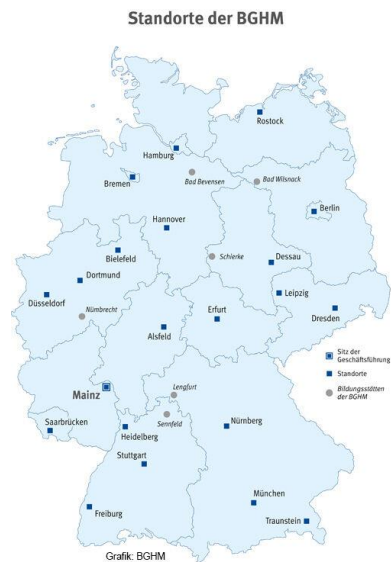 Standorte der BGHM
Rostock
Hamburg
Bad Bevensen
Bad Wilsnack
Bremen
Berlin
Hannover
Bielefeld
Schierke
Dessau
Dortmund
Leipzig
Düsseldorf
Nümbrecht
Erfurt
Dresden
Alsfeld
Sitz der
Geschäftsführung
Standorte
Bildungsstätten
der BGHM
Mainz
Lengfurt
Sennfeld
Saarbrücken
Heidelberg
Nürnberg
Stuttgart
München
Freiburg
Traunstein
Grafik: BGHM